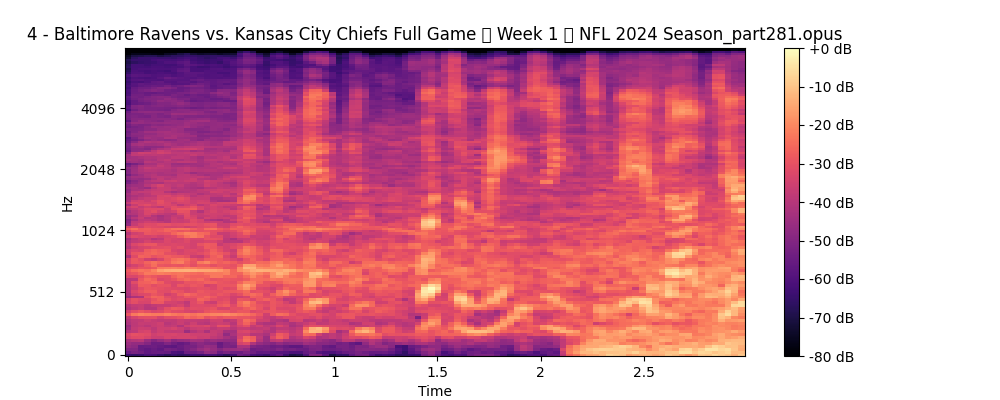 4 - Baltimore Ravens vs. Kansas City Chiefs Full Game ▯ Week 1 ▯ NFL 2024 Season_part281.opus
+0 dB
4096
-10 dB
-20 dB
2048
-30 dB
Hz
1024
-40 dB
-50 dB
512
-60 dB
-70 dB
0
-80 dB
0
0.5
1
1.5
2
2.5
Time